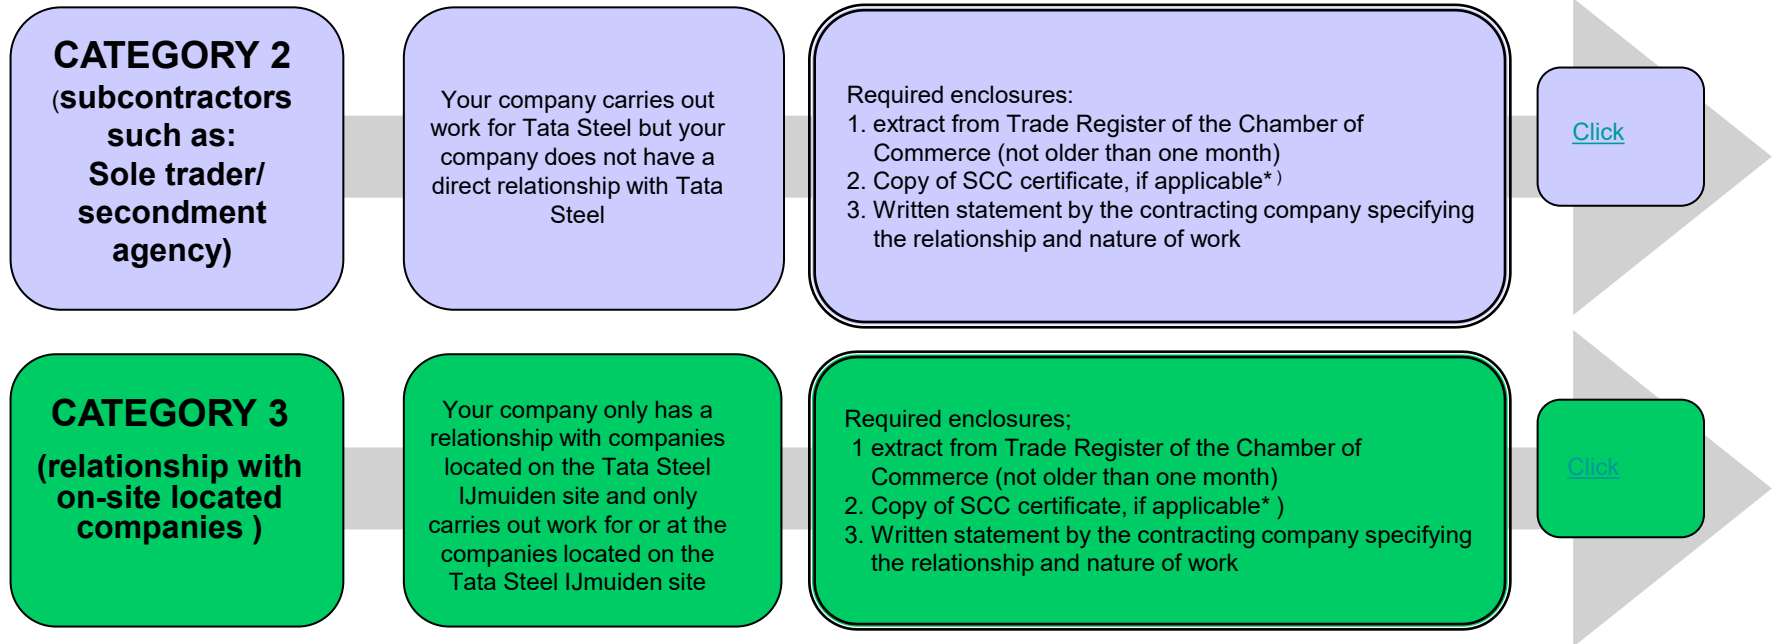 CATEGORY 2
(subcontractors
such as:
Sole trader/
secondment
agency)
Your company carries out
work for Tata Steel but your
company does not have a
direct relationship with Tata
Steel
Required enclosures:
1. extract from Trade Register of the Chamber of
Commerce (not older than one month)
2. Copy of SCC certificate, if applicable* )
3. Written statement by the contracting company specifying
the relationship and nature of work
Click
CATEGORY 3
(relationship with
on-site located
companies )
Your company only has a
relationship with companies
located on the Tata Steel
IJmuiden site and only
carries out work for or at the
companies located on the
Tata Steel IJmuiden site
Required enclosures;
1 extract from Trade Register of the Chamber of
Commerce (not older than one month)
2. Copy of SCC certificate, if applicable* )
3. Written statement by the contracting company specifying
the relationship and nature of work
Click